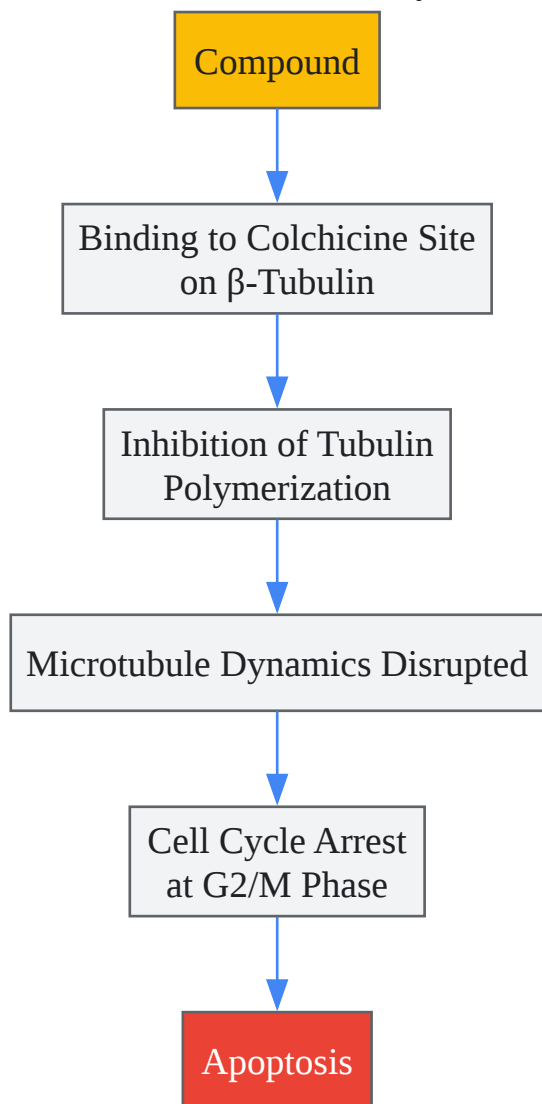 Compound
Binding to Colchicine Site
on β-Tubulin
Inhibition of Tubulin
Polymerization
Microtubule Dynamics Disrupted
Cell Cycle Arrest
at G2/M Phase
Apoptosis